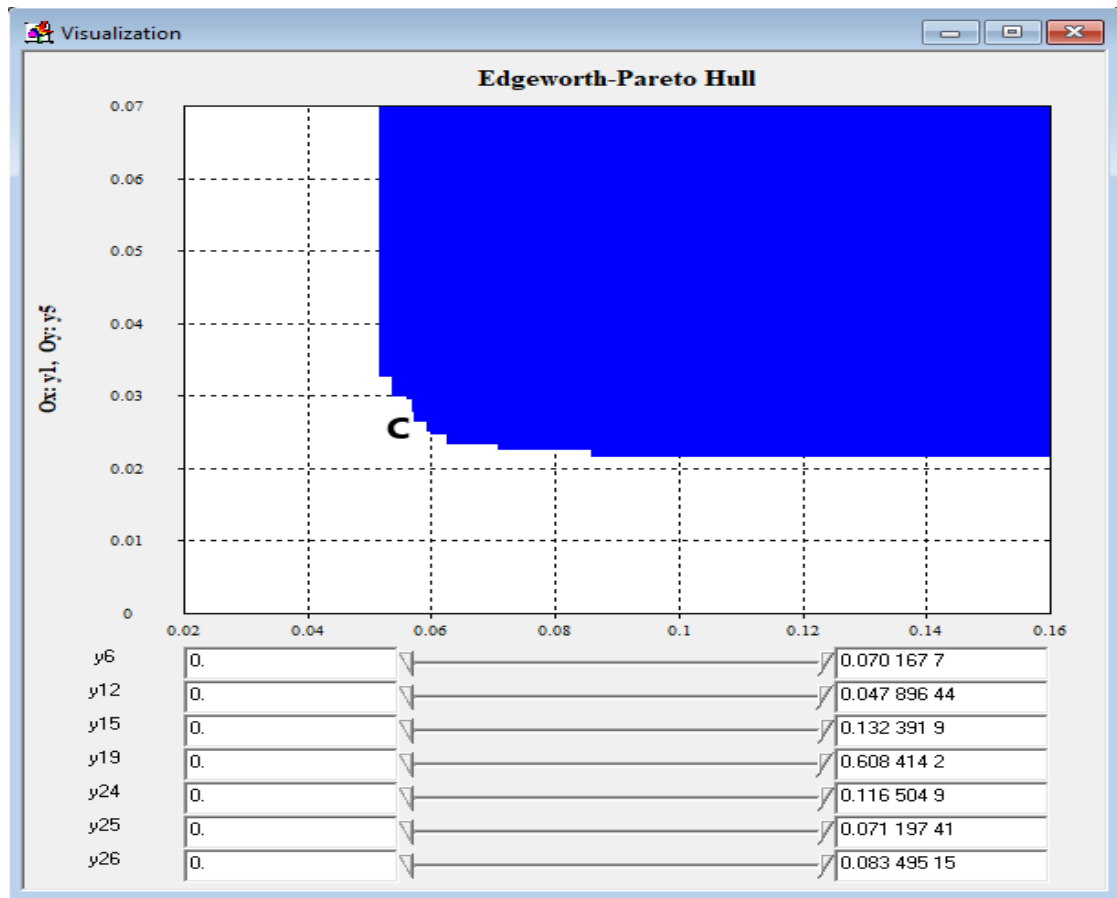 Visualization
Edgeworth-Pareto Hull
0.07
0.06
0.05
0.04
0.03
0.02
0.01
0
Ox: y1, Oy: y5
C
0.02 0.04 0.06 0.08 0.1 0.12 0.14 0.16
y6 0. 0.070 167 7
y12 0. 0.047 896 44
y15 0. 0.132 391 9
y19 0. 0.608 414 2
y24 0. 0.116 504 9
y25 0. 0.071 197 41
y26 0. 0.083 495 15